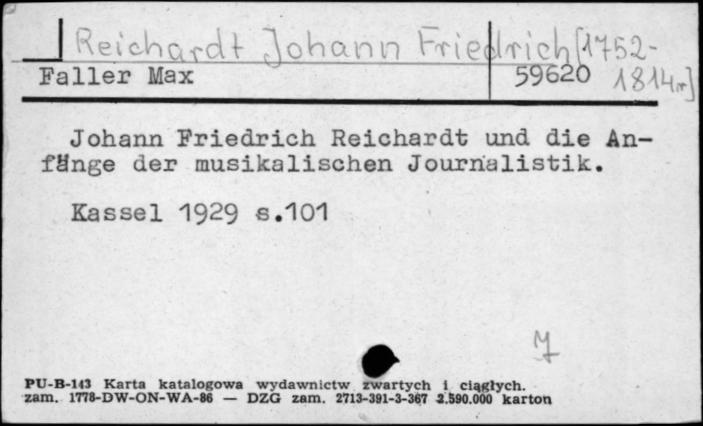 Reichardt Johann Friedrich [1752-
1814r]
Faller Max 59620
Johann Friedrich Reichardt und die An-
fänge der musikalischen Journalistik.
Kassel 1929 s.101
PU-B-143 Karta katalogowa wydawnictw zwartych i ciągłych.
zam. 1778-DW-ON-WA-86 — DZG zam. 2713-391-3-367 2.590.000 karton